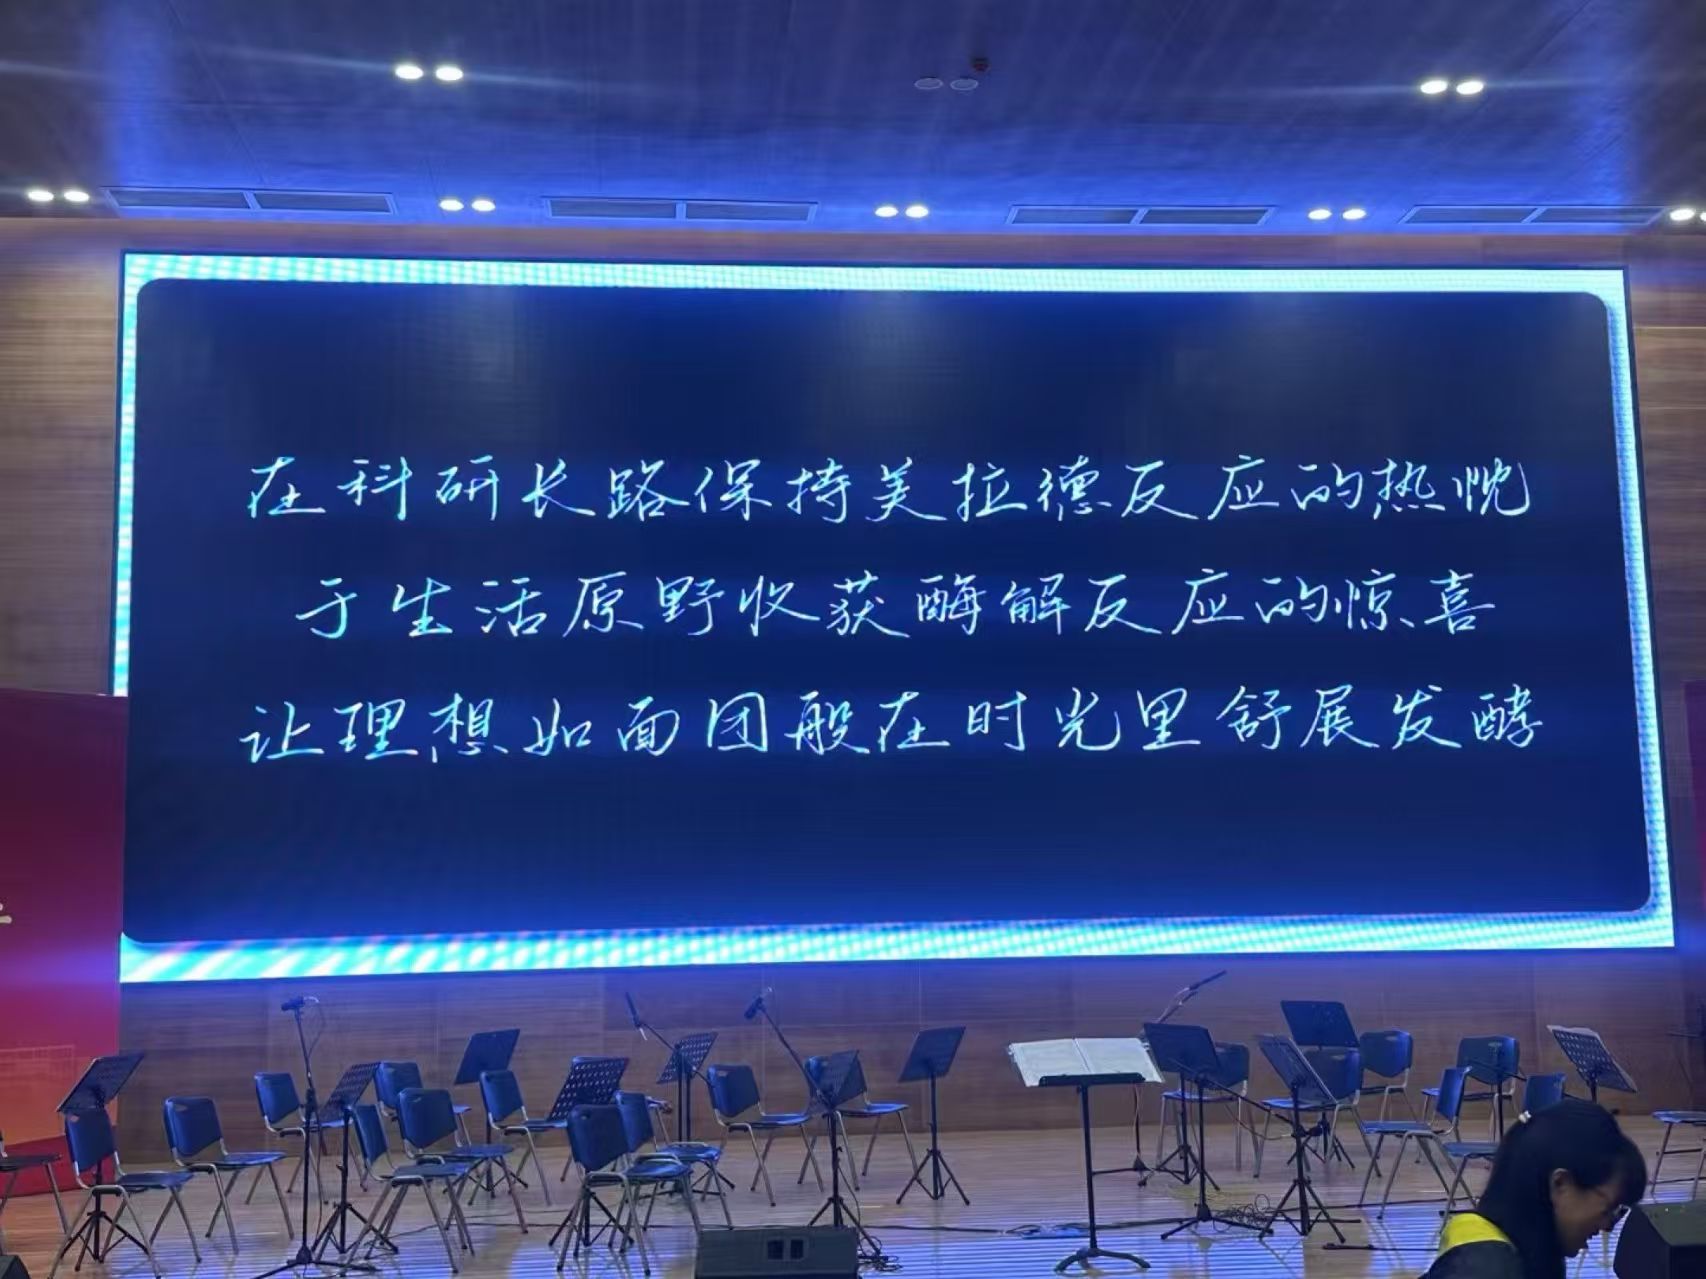 在科研长路保持美拉德反应的热忱
于生活原野收获酶解反应的惊喜
让理想如面团般在时光里舒展发酵